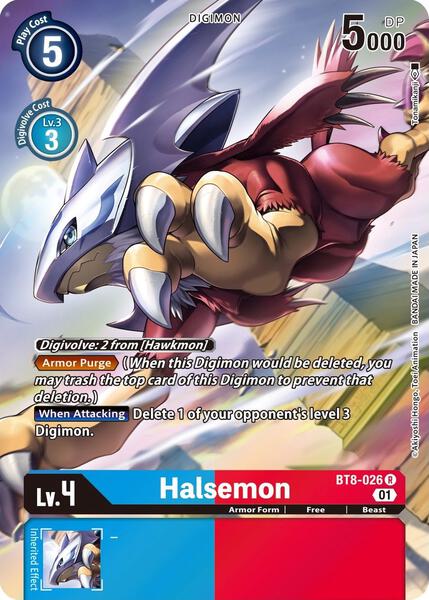 DIGIMON
Play Cost
5
5000
DP
Digivolve Cost
Lv.3
3
Tonamikanji
Digivolve: 2 from [Hawkmon]
Armor Purge (When this Digimon would be deleted, you
may trash the top card of this Digimon to prevent that
deletion.)
When Attacking Delete 1 of your opponent's level 3
Digimon.
©Akiyoshi Hongo, Toei Animation BANDAI MADE IN JAPAN
Lv.4
Halsemon
BT8-026 R
01
Armor Form | Free | Beast
Inherited Effect
-